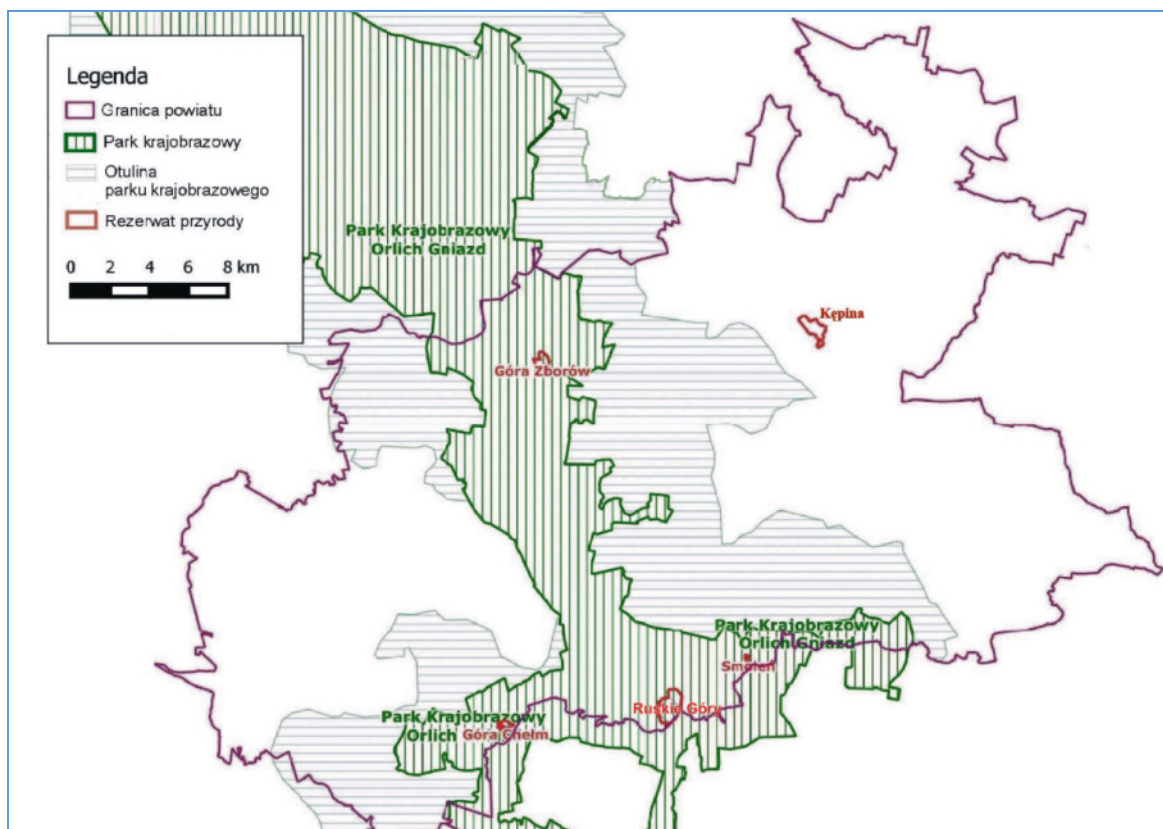 Legenda
Granica powiatu
Park krajobrazowy
Otulina
parku krajobrazowego
Rezerwat przyrody
0 2 4 6 8 km
Park Krajobrazowy
Orlich Gniazd
Kępina
Góra Zborów
Park Krajobrazowy
Orlich Gniazd
Smoleń
Ruskie Góry
Park Krajobrazowy
Orlich
Góra Chełm